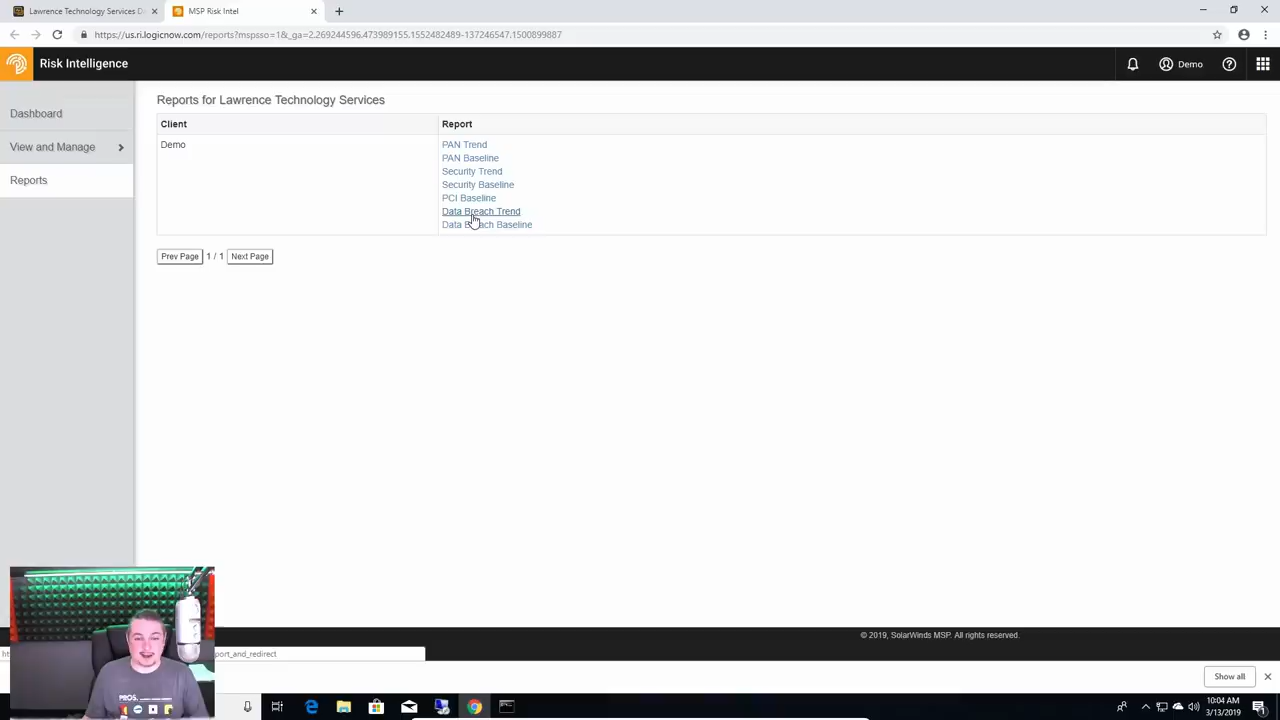 Lawrence Technology Services D
MSP Risk Intel
https://us.ri.logicnow.com/reports?mspsso=1&_ga=2.269244596.473989155.1552482489-137246547.1500899887
Risk Intelligence
Demo
Dashboard
View and Manage
Reports
Reports for Lawrence Technology Services
Client
Report
Demo
PAN Trend
PAN Baseline
Security Trend
Security Baseline
PCI Baseline
Data Breach Trend
Data Breach Baseline
Prev Page
1 / 1
Next Page
© 2019, SolarWinds MSP. All rights reserved.
port_and_redirect
Show all
PROS.
10:04 AM
3/13/2019